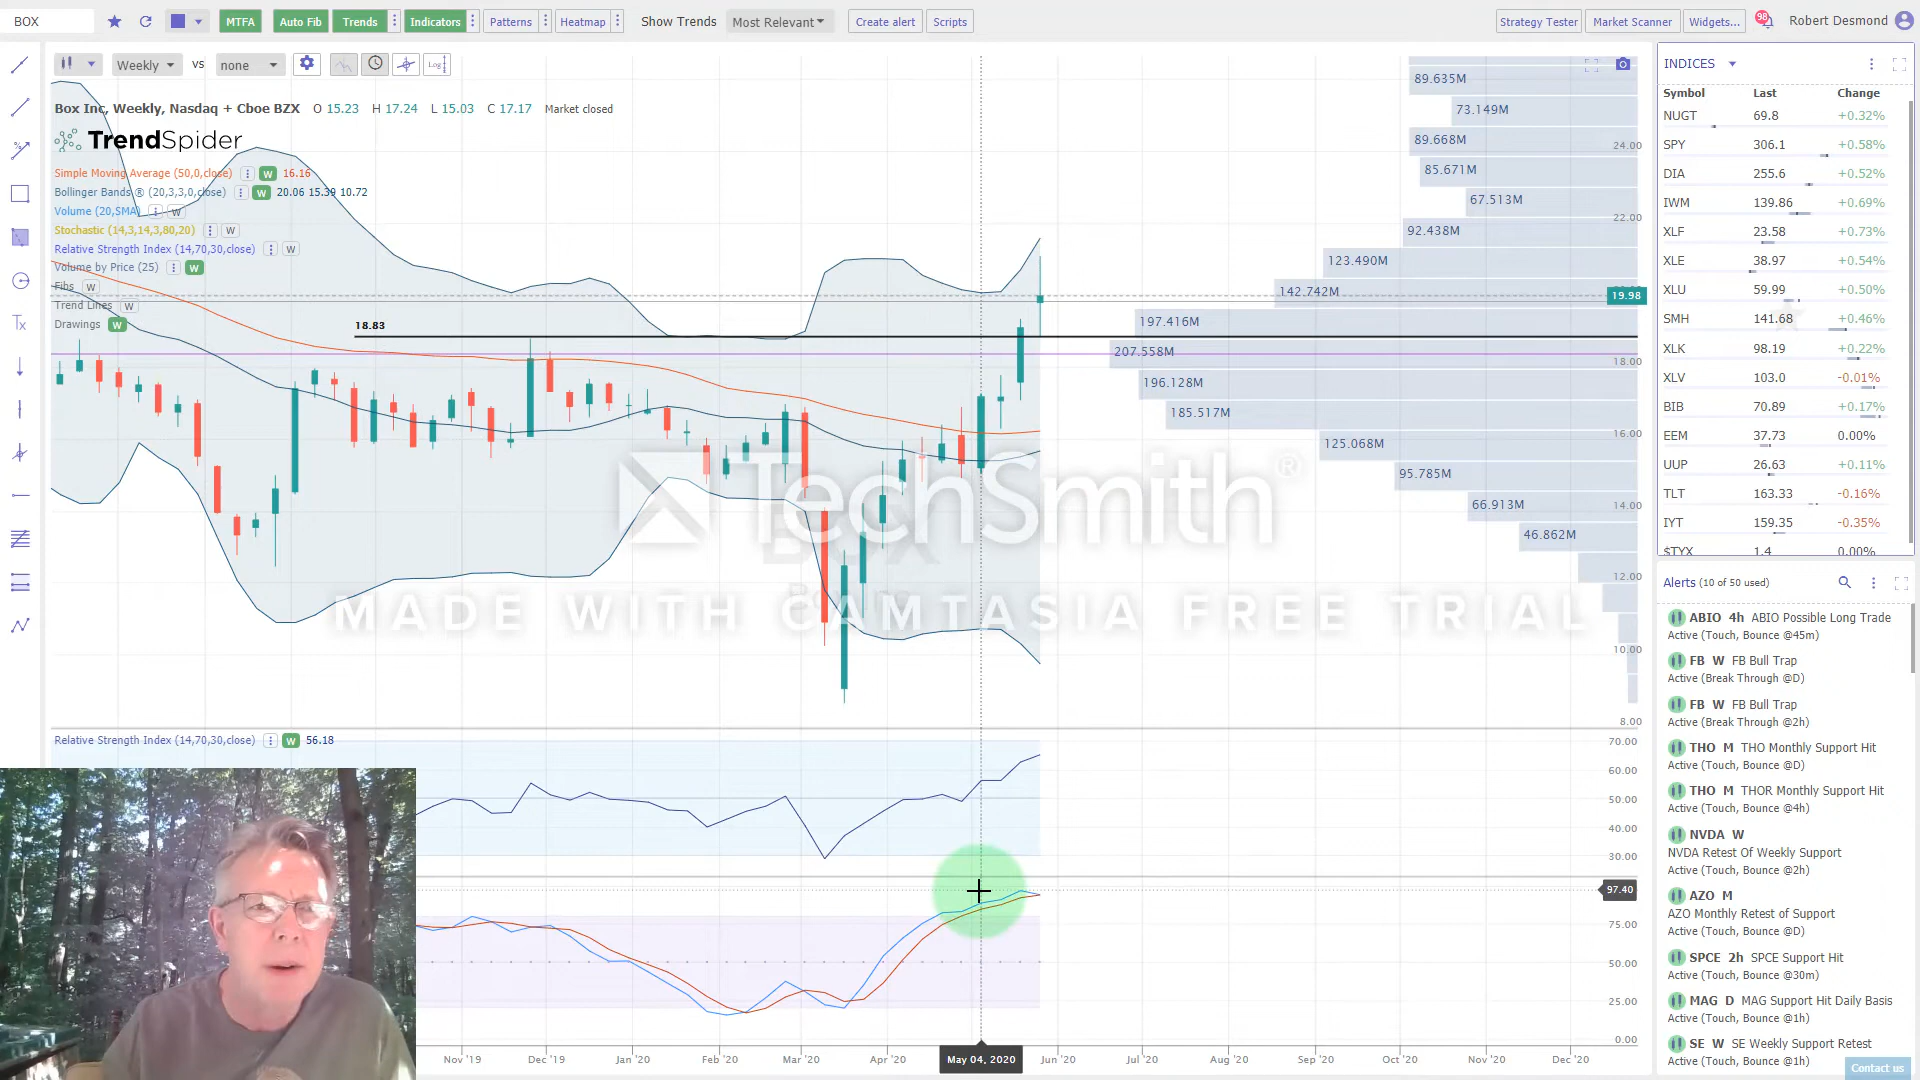 BOX
MTFA
Auto Fib
Trends
Indicators
Patterns
Heatmap
Show Trends
Most Relevant
Create alert
Scripts
Strategy Tester
Market Scanner
Widgets...
98
Robert Desmond
Weekly
vs
none
Log
Box Inc, Weekly, Nasdaq + Cboe BZX O 15.23 H 17.24 L 15.03 C 17.17 Market closed
TrendSpider
Simple Moving Average (50,0,close) W 16.16
Bollinger Bands ® (20,3,3,0,close) W 20.06 15.39 10.72
Volume (20,SMA) W
Stochastic (14,3,14,3,80,20) W
Relative Strength Index (14,70,30,close) W
Volume by Price (25) W
Fibs W
Trend Lines W
Drawings W
18.83
89.635M
73.149M
89.668M
85.671M
67.513M
92.438M
123.490M
142.742M
197.416M
207.558M
196.128M
185.517M
125.068M
95.785M
66.913M
46.862M
24.00
22.00
19.98
18.00
16.00
14.00
12.00
10.00
8.00
TechSmith®
MADE WITH CAMTASIA FREE TRIAL
Relative Strength Index (14,70,30,close) W 56.18
70.00
60.00
50.00
40.00
30.00
97.40
75.00
50.00
25.00
0.00
Nov '19
Dec '19
Jan '20
Feb '20
Mar '20
Apr '20
May 04, 2020
Jun '20
Jul '20
Aug '20
Sep '20
Oct '20
Nov '20
Dec '20
INDICES
Symbol Last Change
NUGT 69.8 +0.32%
SPY 306.1 +0.58%
DIA 255.6 +0.52%
IWM 139.86 +0.69%
XLF 23.58 +0.73%
XLE 38.97 +0.54%
XLU 59.99 +0.50%
SMH 141.68 +0.46%
XLK 98.19 +0.22%
XLV 103.0 -0.01%
BIB 70.89 +0.17%
EEM 37.73 0.00%
UUP 26.63 +0.11%
TLT 163.33 -0.16%
IYT 159.35 -0.35%
$TYX 1.4 0.00%
Alerts (10 of 50 used)
ABIO 4h ABIO Possible Long Trade
Active (Touch, Bounce @45m)
FB W FB Bull Trap
Active (Break Through @D)
FB W FB Bull Trap
Active (Break Through @2h)
THO M THO Monthly Support Hit
Active (Touch, Bounce @D)
THO M THOR Monthly Support Hit
Active (Touch, Bounce @4h)
NVDA W
NVDA Retest Of Weekly Support
Active (Touch, Bounce @2h)
AZO M
AZO Monthly Retest of Support
Active (Touch, Bounce @D)
SPCE 2h SPCE Support Hit
Active (Touch, Bounce @30m)
MAG D MAG Support Hit Daily Basis
Active (Touch, Bounce @1h)
SE W SE Weekly Support Retest
Active (Touch, Bounce @1h)
Contact us